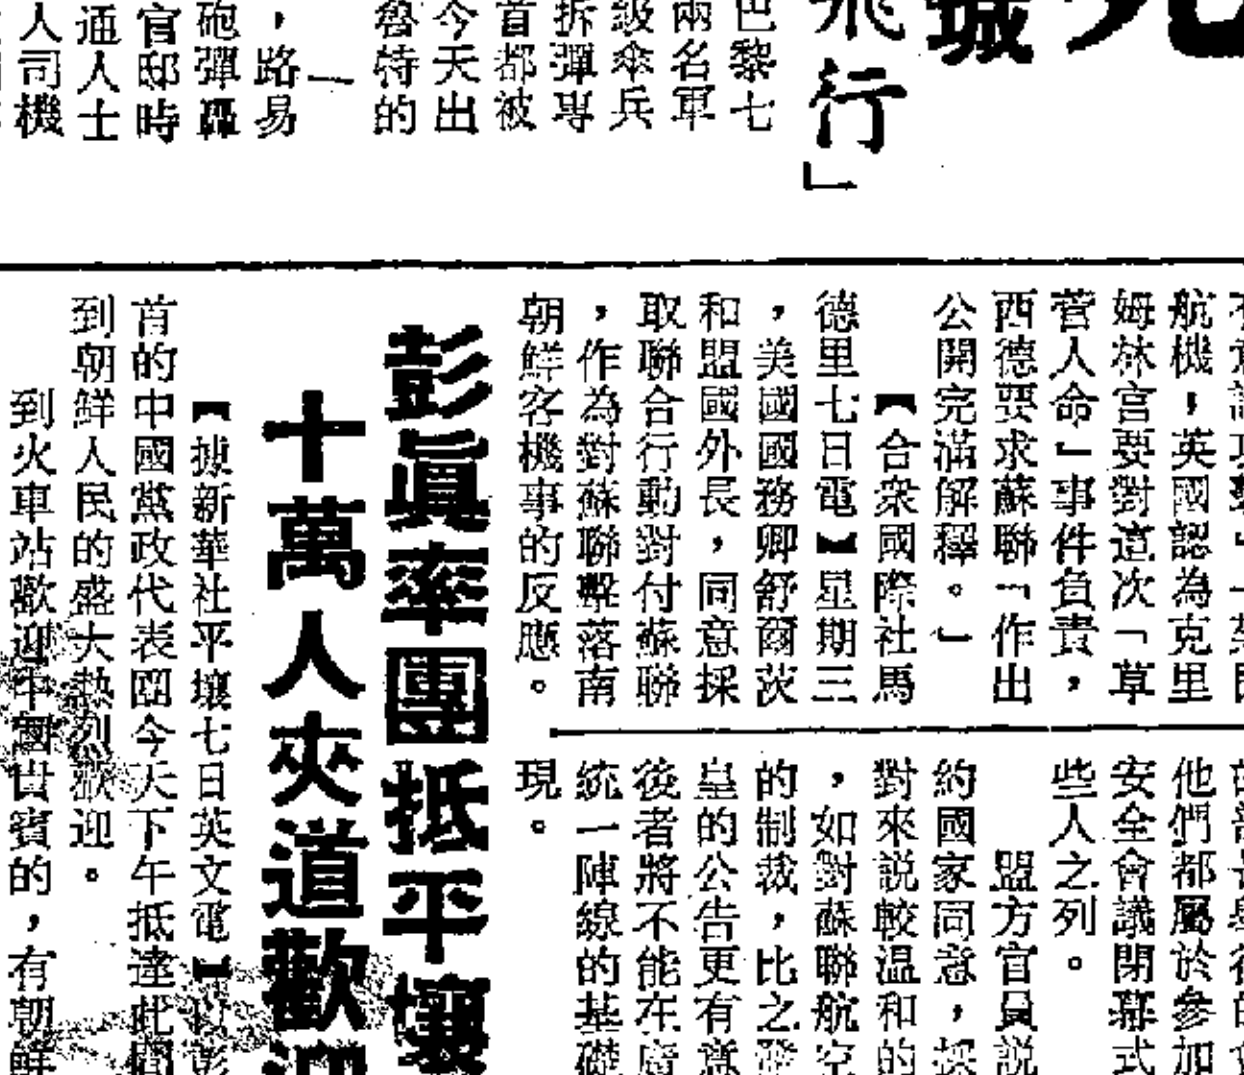 城
飛行」
巴黎七
兩名軍
級傘兵
拆彈專
首都被
今天出
魯特的
，路易
砲彈轟
官邸時
通人士
人司機
航機，英國認為克里
姆林宮要對這次「草
菅人命」事件負責，
西德要求蘇聯「作出
公開完滿解釋。」
【合衆國際社馬
德里七日電】星期三
，美國國務卿舒爾茨
和盟國外長，同意採
取聯合行動對付蘇聯
，作為對蘇聯擊落南
朝鮮客機事的反應。
他們都屬於參加
安全會議閉幕式
些人之列。
盟方官員説
約國家同意，採
對來説較温和的
，如對蘇聯航空
的制裁，比之發
皇的公告更有意
後者將不能在廣
統一陣線的基礎
現。
彭眞率團抵平壤
十萬人夾道歡迎
【據新華社平壤七日英文電】以彭
首的中國黨政代表團今天下午抵達此間
到朝鮮人民的盛大熱烈歡迎。
到火車站歡迎中國貴賓的，有朝鮮